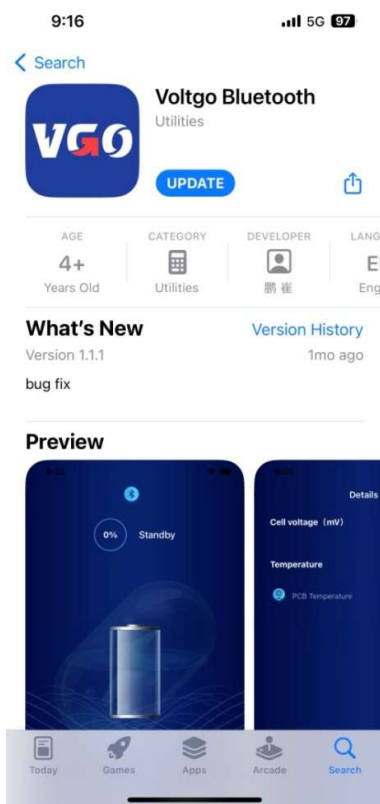 9:16
5G 97
Search
VGO
Voltgo Bluetooth
Utilities
UPDATE
AGE
4+
Years Old
CATEGORY
Utilities
DEVELOPER
鹏 崔
LANG
E
Eng
What's New
Version History
Version 1.1.1
1mo ago
bug fix
Preview
0%
Standby
Details
Cell voltage (mV)
Temperature
PCB Temperature
Today
Games
Apps
Arcade
Search